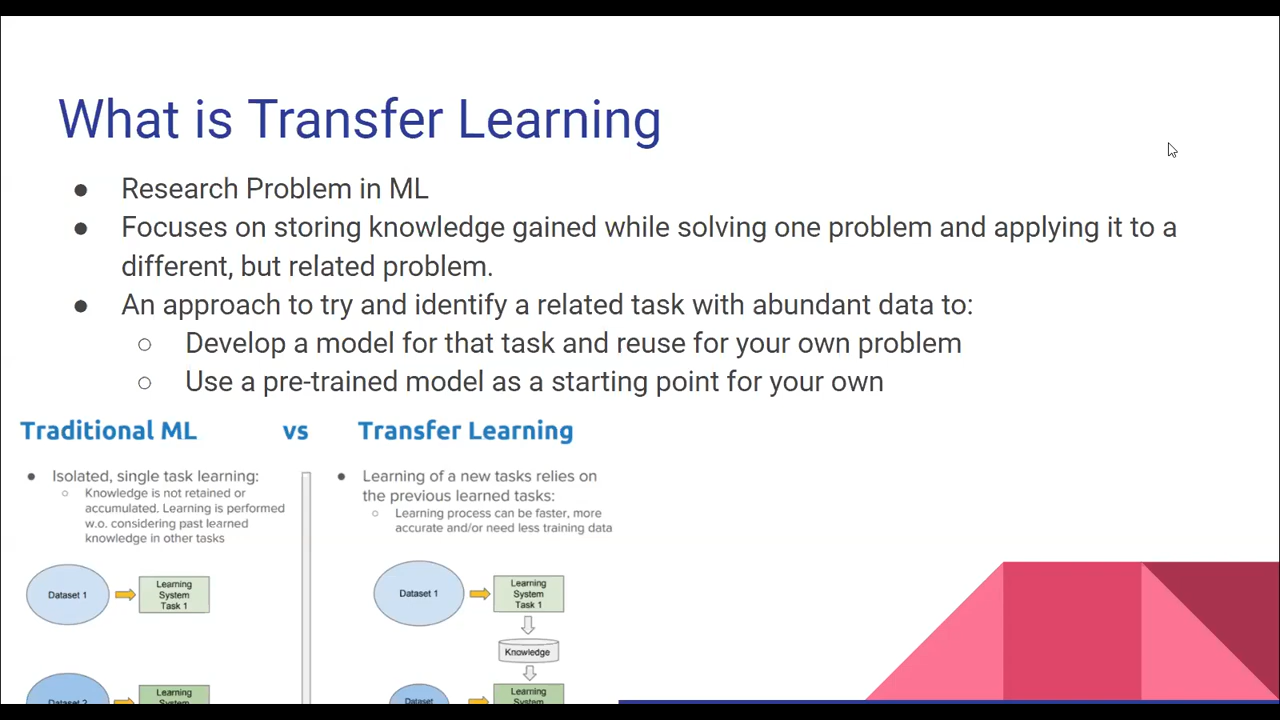 What is Transfer Learning
● Research Problem in ML
● Focuses on storing knowledge gained while solving one problem and applying it to a
different, but related problem.
● An approach to try and identify a related task with abundant data to:
○ Develop a model for that task and reuse for your own problem
○ Use a pre-trained model as a starting point for your own
Traditional ML vs Transfer Learning
● Isolated, single task learning:
○ Knowledge is not retained or
accumulated. Learning is performed
w.o. considering past learned
knowledge in other tasks
● Learning of a new tasks relies on
the previous learned tasks:
○ Learning process can be faster, more
accurate and/or need less training data
Dataset 1
Learning
System
Task 1
Dataset 1
Learning
System
Task 1
Knowledge
Dataset 2
Learning
System
Dataset
Learning
System